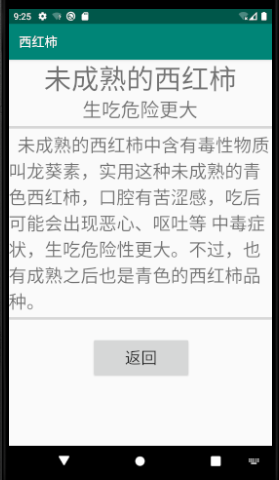 9:25
西红柿
未成熟的西红柿
生吃危险更大
未成熟的西红柿中含有毒性物质
叫龙葵素，实用这种未成熟的青
色西红柿，口腔有苦涩感，吃后
可能会出现恶心、呕吐等 中毒症
状，生吃危险性更大。不过，也
有成熟之后也是青色的西红柿品
种。
返回